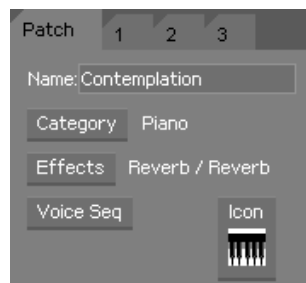 Patch 1 2 3
Name: Contemplation
Category Piano
Effects Reverb / Reverb
Voice Seq Icon